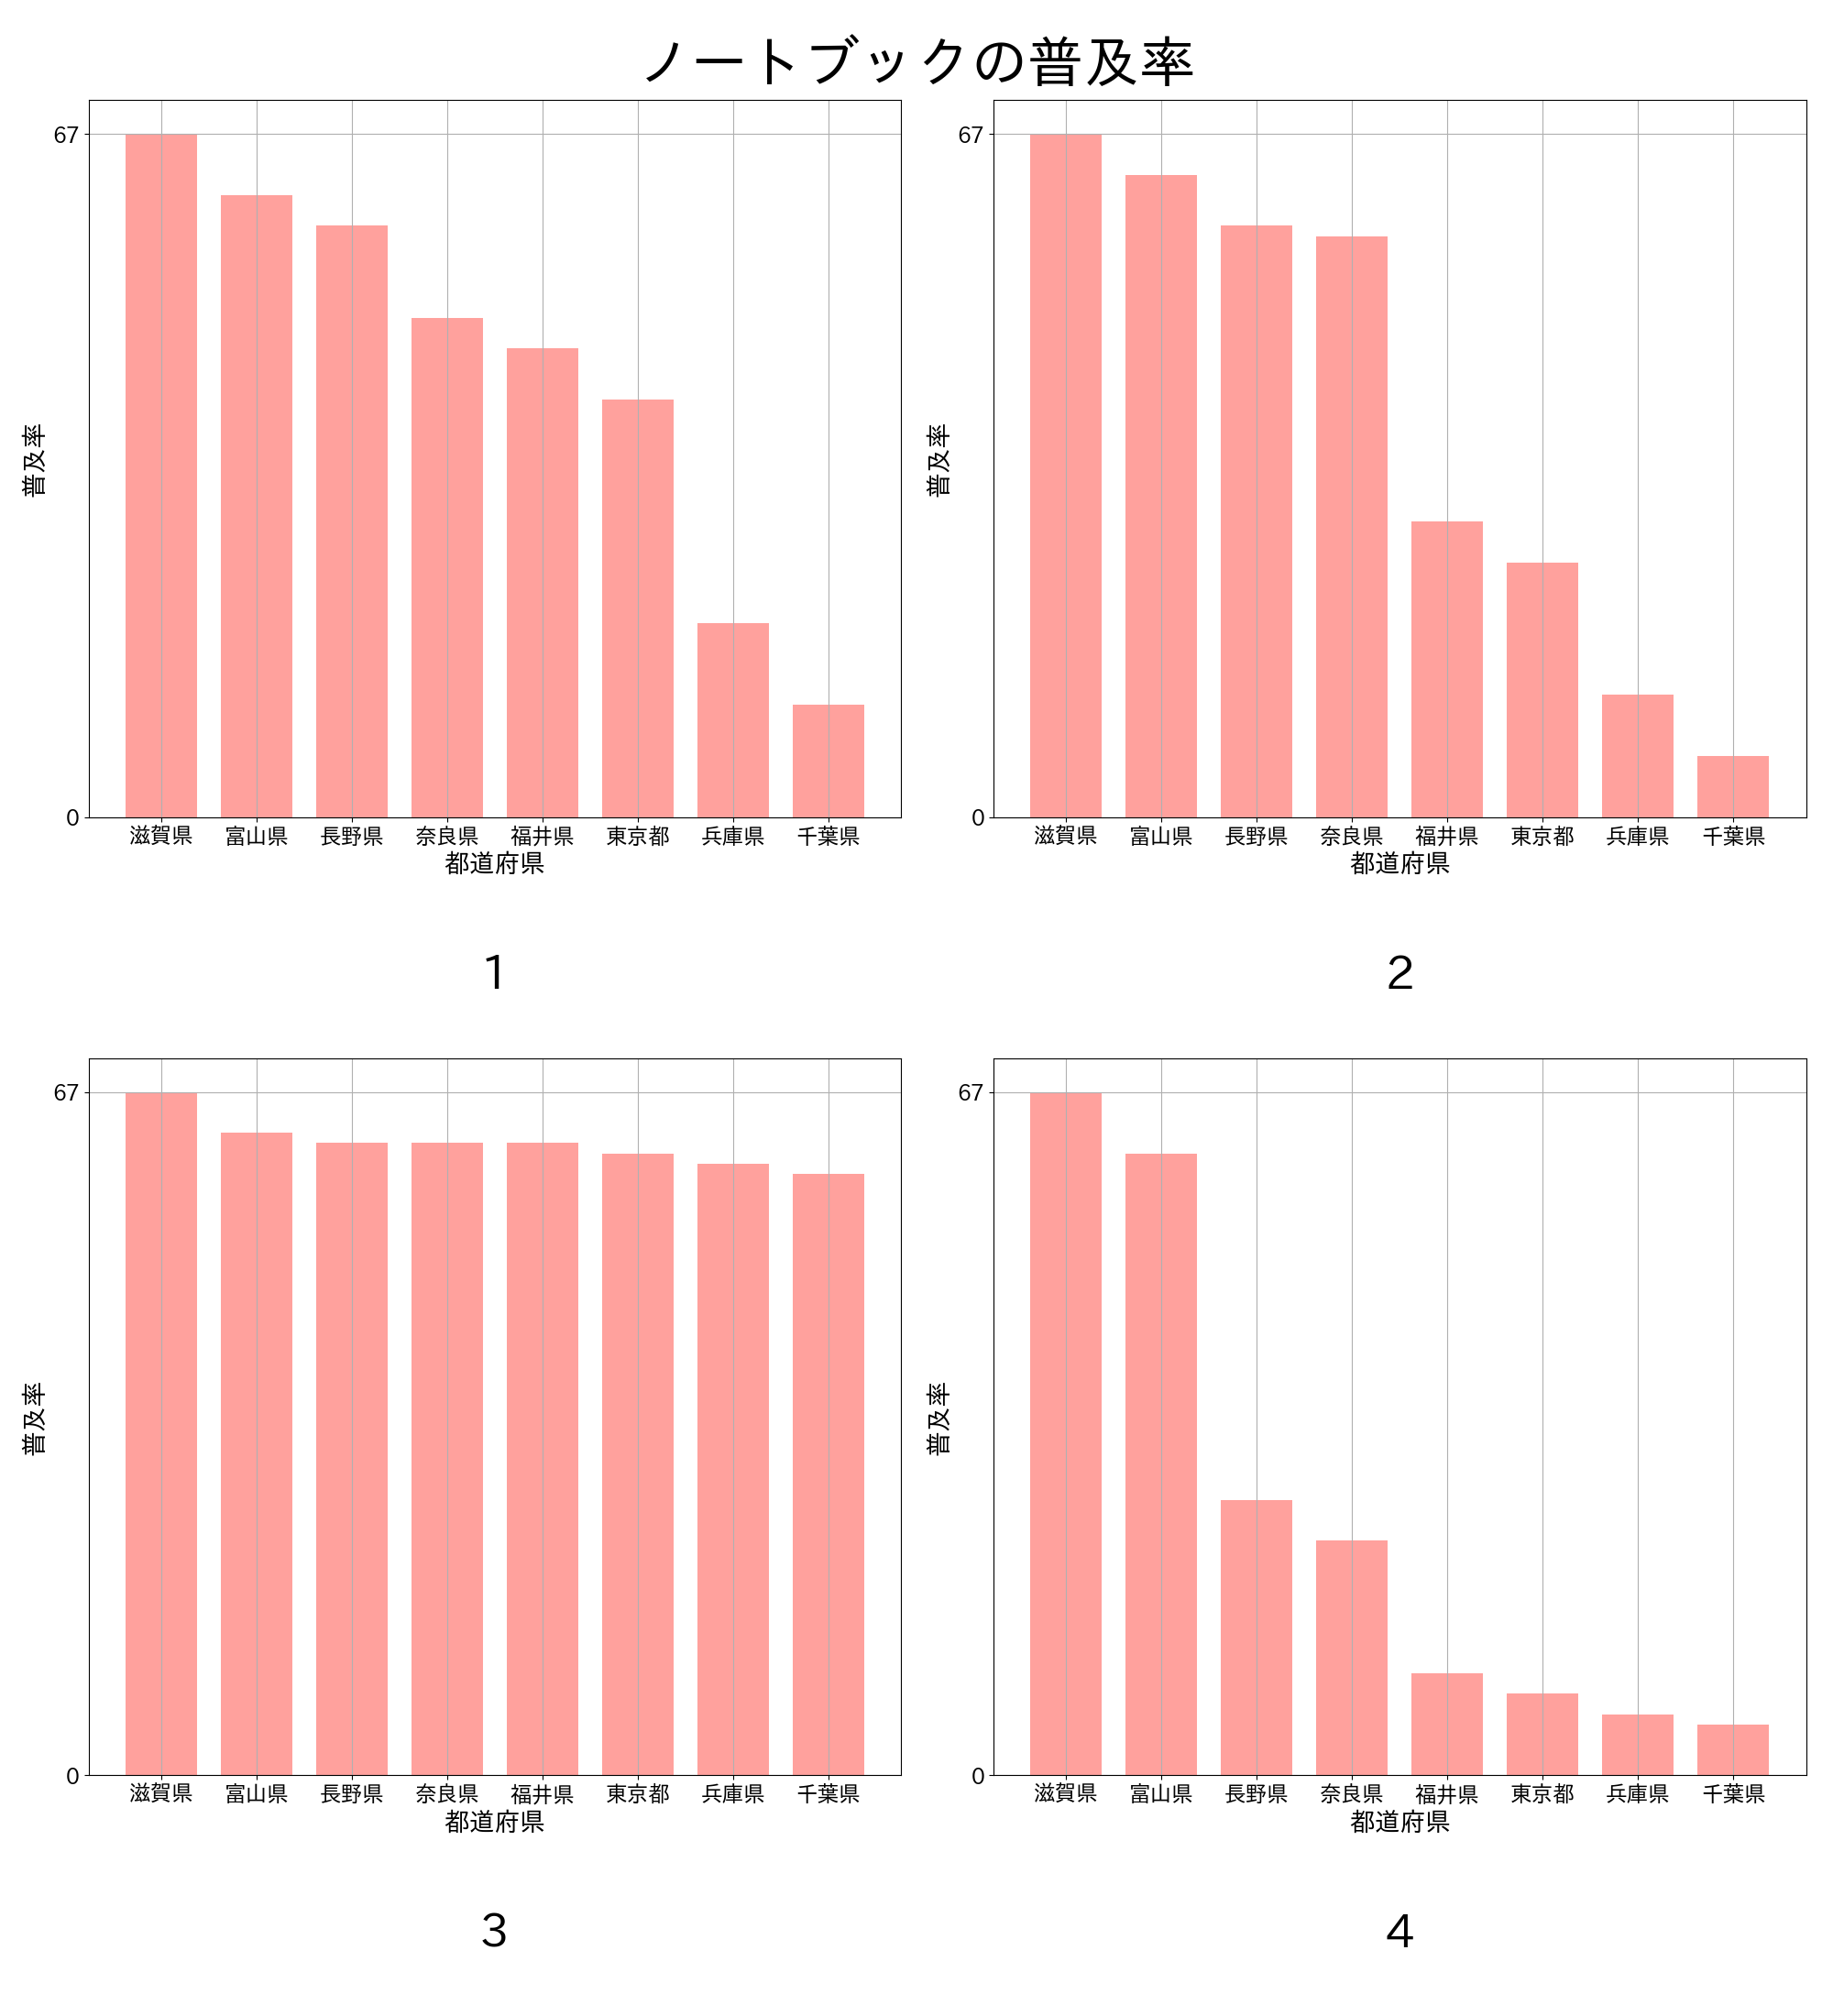 ノートブックの普及率
67
0
普及率
滋賀県 富山県 長野県 奈良県 福井県 東京都 兵庫県 千葉県
都道府県
1
67
0
普及率
滋賀県 富山県 長野県 奈良県 福井県 東京都 兵庫県 千葉県
都道府県
2
67
0
普及率
滋賀県 富山県 長野県 奈良県 福井県 東京都 兵庫県 千葉県
都道府県
3
67
0
普及率
滋賀県 富山県 長野県 奈良県 福井県 東京都 兵庫県 千葉県
都道府県
4